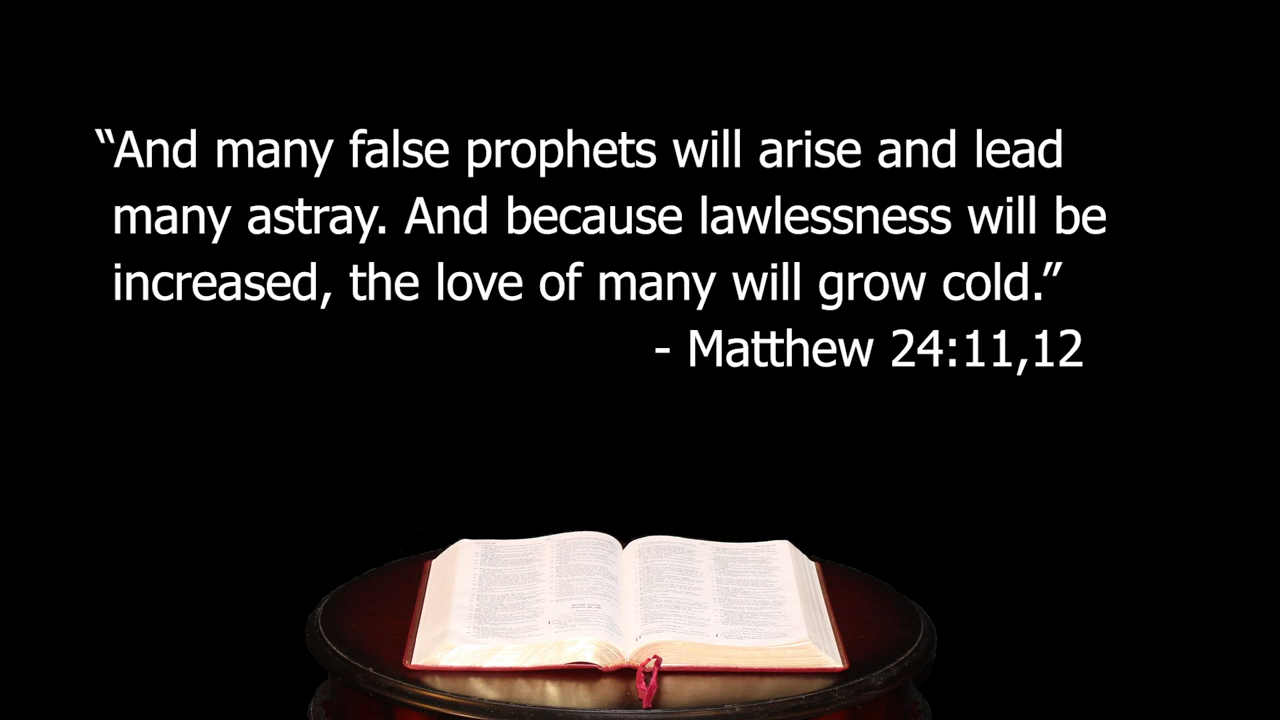 “And many false prophets will arise and lead
many astray. And because lawlessness will be
increased, the love of many will grow cold.”
- Matthew 24:11,12